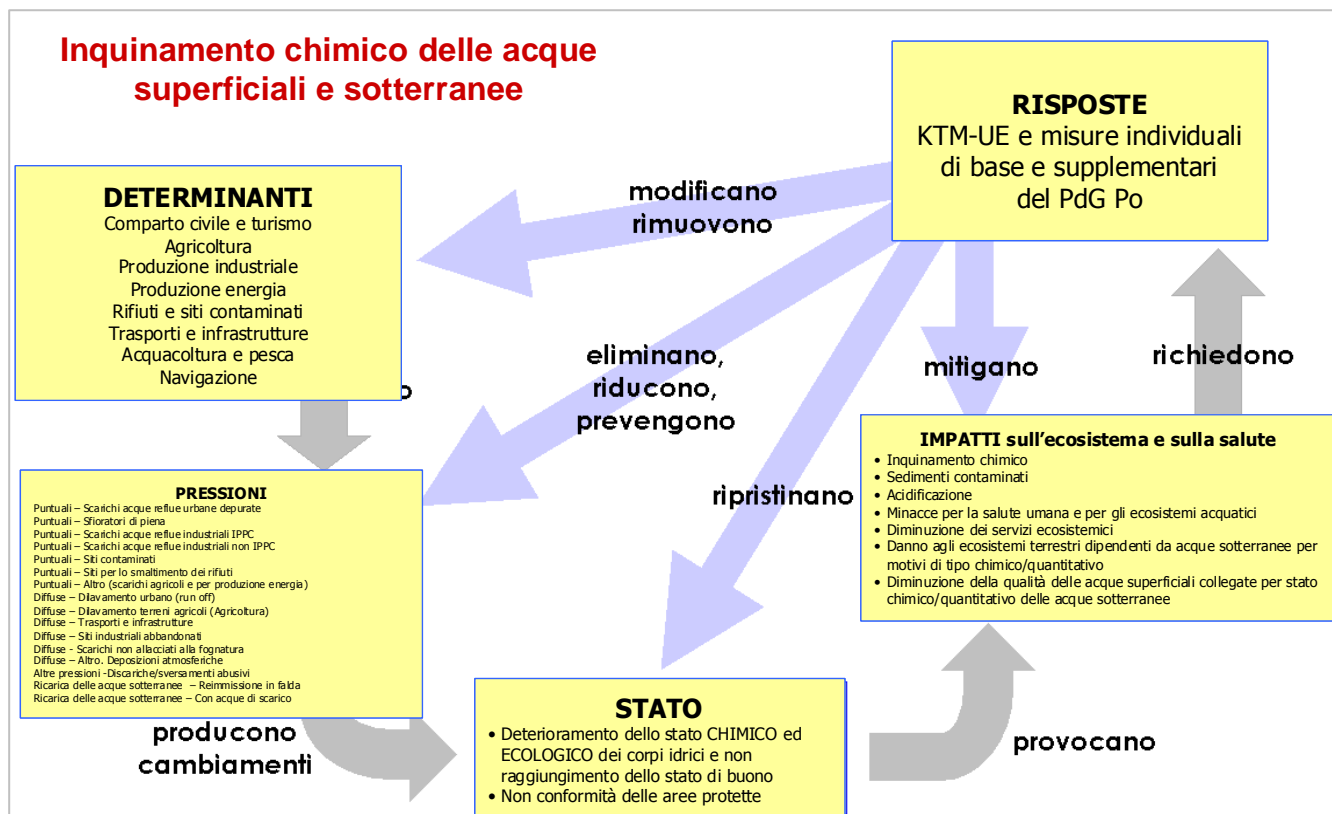 Inquinamento chimico delle acque
superficiali e sotterranee
RISPOSTE
KTM-UE e misure individuali
di base e supplementari
del PdG Po
DETERMINANTI
Comparto civile e turismo
Agricoltura
Produzione industriale
Produzione energia
Rifiuti e siti contaminati
Trasporti e infrastrutture
Acquacoltura e pesca
Navigazione
modificano
rimuovono
eliminano,
riducono,
prevengono
mitigano
richiedono
ripristinano
PRESSIONI
Puntuali – Scarichi acque reflue urbane depurate
Puntuali – Sfioratori di piena
Puntuali – Scarichi acque reflue industriali IPPC
Puntuali – Scarichi acque reflue industriali non IPPC
Puntuali – Siti contaminati
Puntuali – Siti per lo smaltimento dei rifiuti
Puntuali – Altro (scarichi agricoli e per produzione energia)
Diffuse – Dilavamento urbano (run off)
Diffuse – Dilavamento terreni agricoli (Agricoltura)
Diffuse – Trasporti e infrastrutture
Diffuse – Siti industriali abbandonati
Diffuse - Scarichi non allacciati alla fognatura
Diffuse – Altro. Deposizioni atmosferiche
Altre pressioni -Discariche/sversamenti abusivi
Ricarica delle acque sotterranee – Reimmissione in falda
Ricarica delle acque sotterranee – Con acque di scarico
IMPATTI sull'ecosistema e sulla salute
• Inquinamento chimico
• Sedimenti contaminati
• Acidificazione
• Minacce per la salute umana e per gli ecosistemi acquatici
• Diminuzione dei servizi ecosistemici
• Danno agli ecosistemi terrestri dipendenti da acque sotterranee per
motivi di tipo chimico/quantitativo
• Diminuzione della qualità delle acque superficiali collegate per stato
chimico/quantitativo delle acque sotterranee
producono
cambiamenti
STATO
• Deterioramento dello stato CHIMICO ed
ECOLOGICO dei corpi idrici e non
raggiungimento dello stato di buono
• Non conformità delle aree protette
provocano